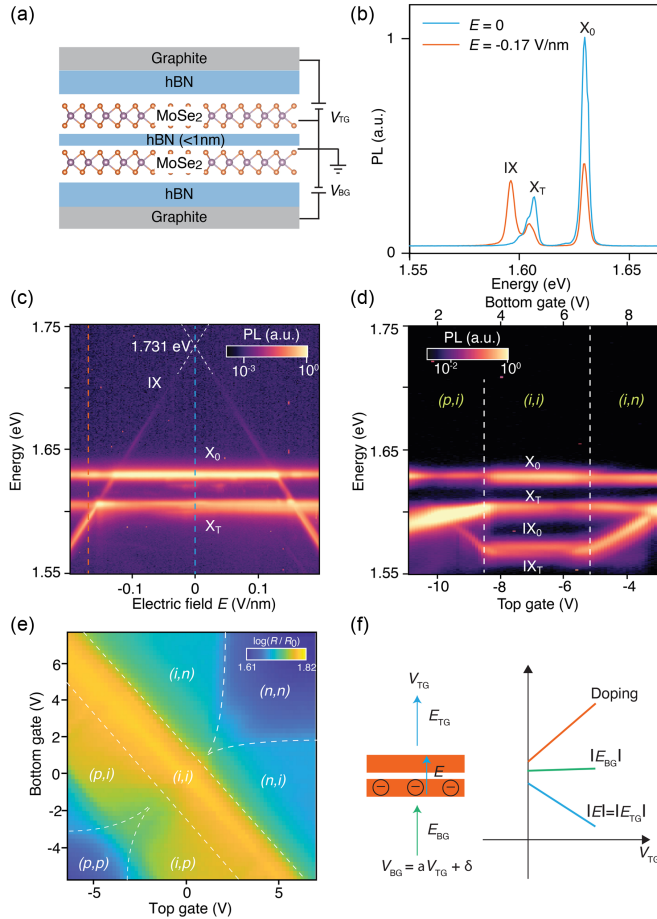 (a)
Graphite
hBN
MoSe2
hBN (<1nm)
MoSe2
hBN
Graphite
VTG
VBG
(b)
E = 0
E = -0.17 V/nm
X0
IX
XT
PL (a.u.)
1
0
1.55
1.60
1.65
Energy (eV)
(c)
1.75
1.65
1.55
Energy (eV)
1.731 eV
PL (a.u.)
10-3
100
IX
X0
XT
-0.1
0
0.1
Electric field E (V/nm)
(d)
Bottom gate (V)
2
4
6
8
1.75
1.65
1.55
Energy (eV)
PL (a.u.)
10-2
100
(p,i)
(i,i)
(i,n)
X0
XT
IX0
IXT
-10
-8
-6
-4
Top gate (V)
(e)
log(R / R0)
1.61
1.82
6
4
2
0
-2
-4
Bottom gate (V)
(i,n)
(n,n)
(p,i)
(i,i)
(n,i)
(p,p)
(i,p)
-5
0
5
Top gate (V)
(f)
VTG
ETG
E
EBG
VBG = aVTG + δ
Doping
|EBG|
|E|=|ETG|
VTG